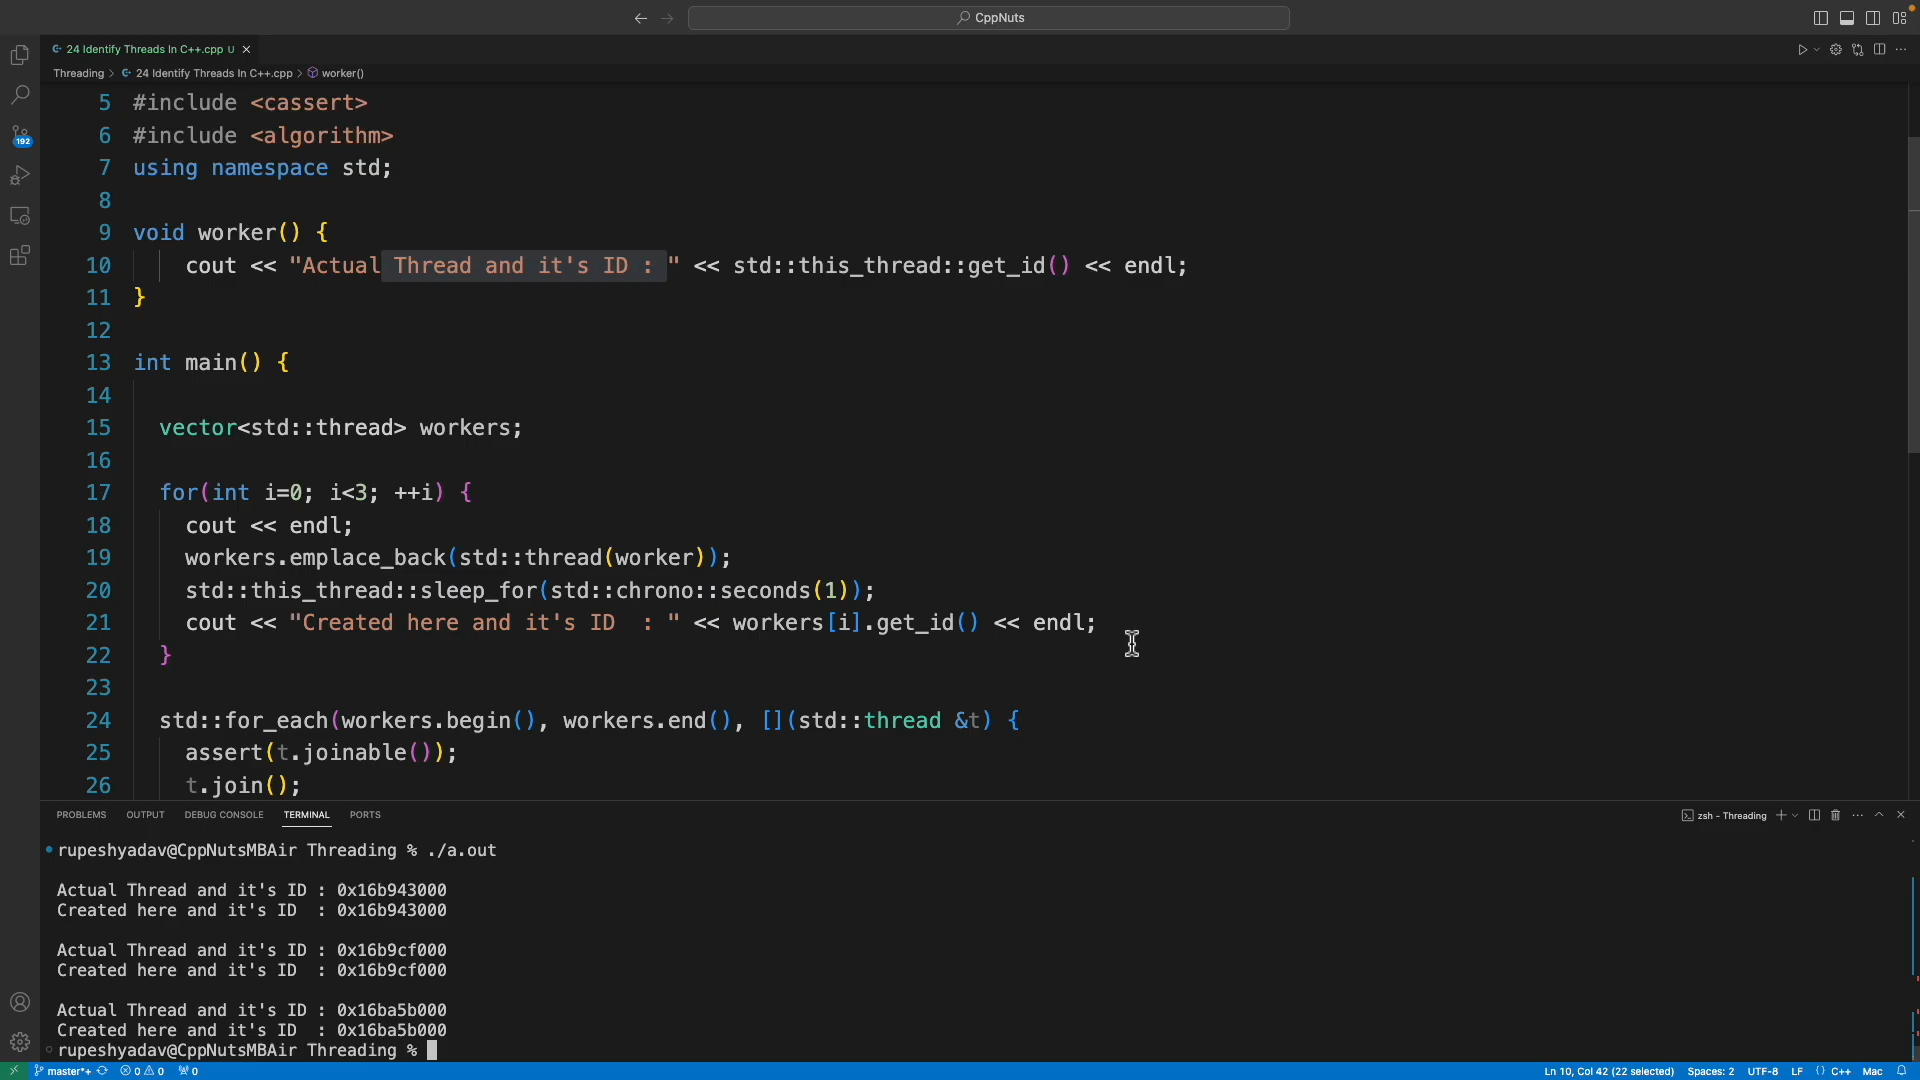 CppNuts
24 Identify Threads In C++.cpp U
Threading > 24 Identify Threads In C++.cpp > worker()
5 #include <cassert>
6 #include <algorithm>
7 using namespace std;
8
9 void worker() {
10 cout << "Actual Thread and it's ID : " << std::this_thread::get_id() << endl;
11 }
12
13 int main() {
14
15 vector<std::thread> workers;
16
17 for(int i=0; i<3; ++i) {
18 cout << endl;
19 workers.emplace_back(std::thread(worker));
20 std::this_thread::sleep_for(std::chrono::seconds(1));
21 cout << "Created here and it's ID  : " << workers[i].get_id() << endl;
22 }
23
24 std::for_each(workers.begin(), workers.end(), [](std::thread &t) {
25 assert(t.joinable());
26 t.join();
192
PROBLEMS OUTPUT DEBUG CONSOLE TERMINAL PORTS
zsh - Threading
rupeshyadav@CppNutsMBAir Threading % ./a.out
Actual Thread and it's ID : 0x16b943000
Created here and it's ID  : 0x16b943000
Actual Thread and it's ID : 0x16b9cf000
Created here and it's ID  : 0x16b9cf000
Actual Thread and it's ID : 0x16ba5b000
Created here and it's ID  : 0x16ba5b000
rupeshyadav@CppNutsMBAir Threading %
master*+ 0 0 0 Ln 10, Col 42 (22 selected) Spaces: 2 UTF-8 LF {} C++ Mac